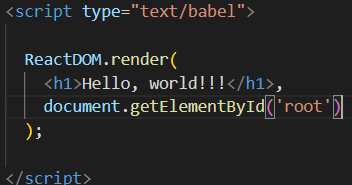 <script type="text/babel">
ReactDOM.render(
<h1>Hello, world!!!</h1>,
document.getElementById('root')
);
</script>